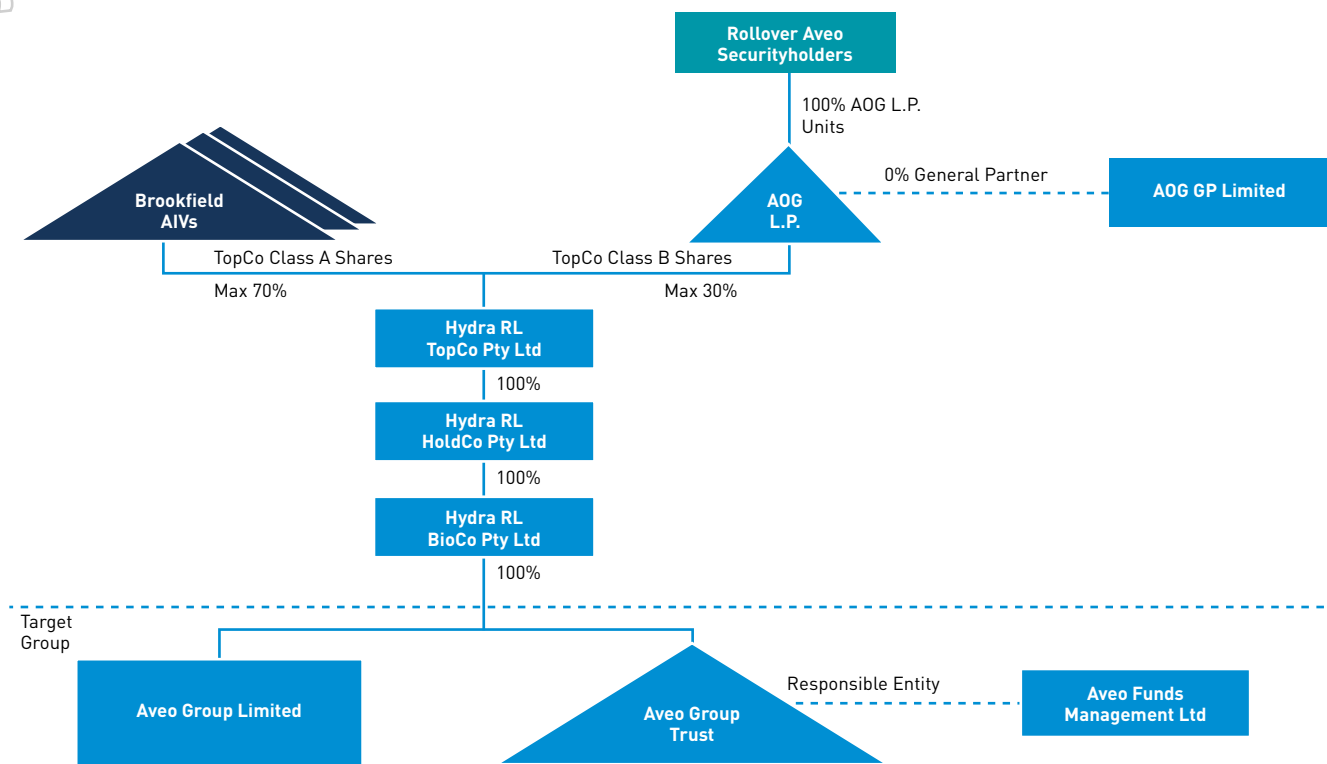 Rollover Aveo
Securityholders
100% AOG L.P.
Units
Brookfield
AIVs
AOG
L.P.
0% General Partner
AOG GP Limited
TopCo Class A Shares
TopCo Class B Shares
Max 70%
Max 30%
Hydra RL
TopCo Pty Ltd
100%
Hydra RL
HoldCo Pty Ltd
100%
Hydra RL
BioCo Pty Ltd
100%
Target
Group
Aveo Group Limited
Aveo Group
Trust
Responsible Entity
Aveo Funds
Management Ltd